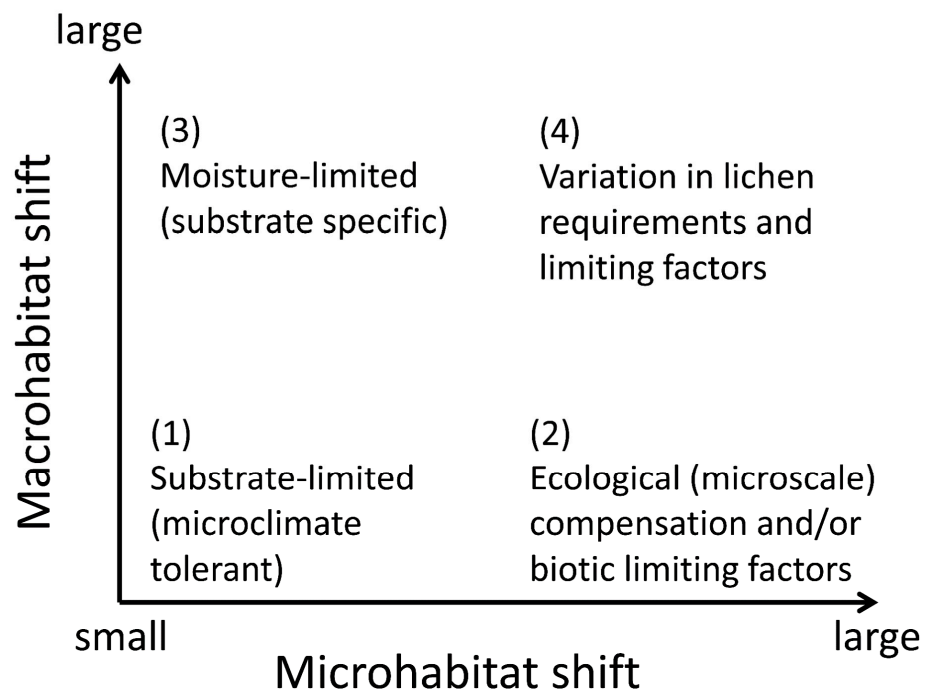 large
Macrohabitat shift
(3)
Moisture-limited
(substrate specific)
(4)
Variation in lichen
requirements and
limiting factors
(1)
Substrate-limited
(microclimate
tolerant)
(2)
Ecological (microscale)
compensation and/or
biotic limiting factors
small
large
Microhabitat shift